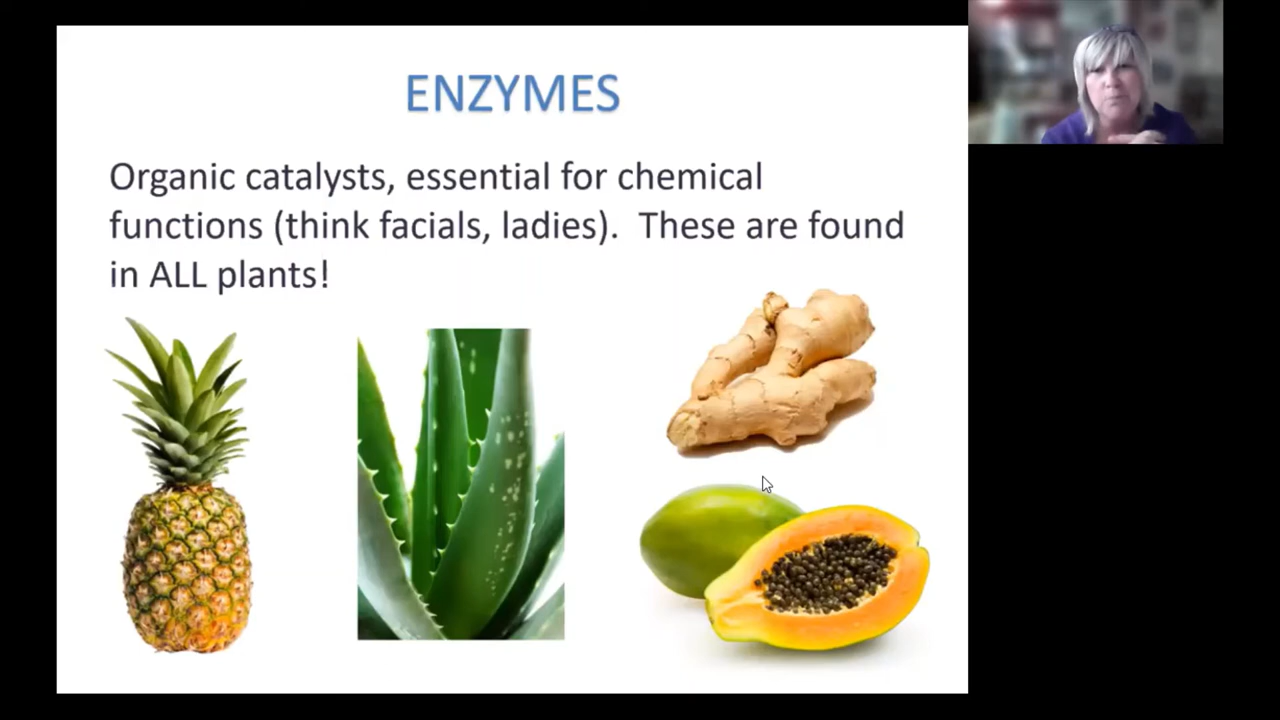 ENZYMES
Organic catalysts, essential for chemical
functions (think facials, ladies).  These are found
in ALL plants!